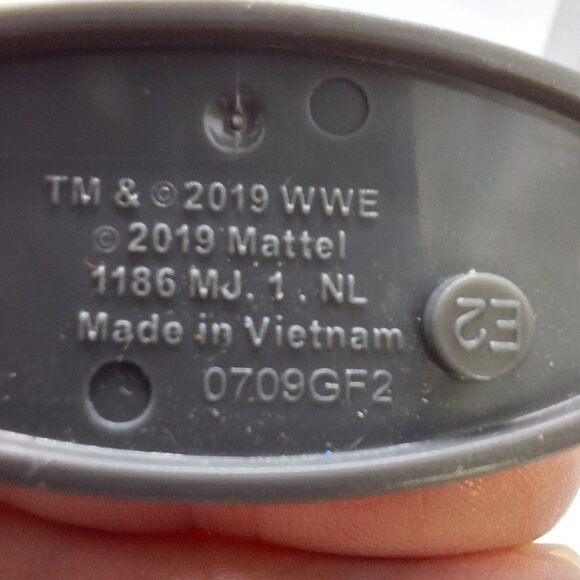 TM & ©2019 WWE
©2019 Mattel
1186 MJ. 1 . NL
Made in Vietnam
0709GF2
E2